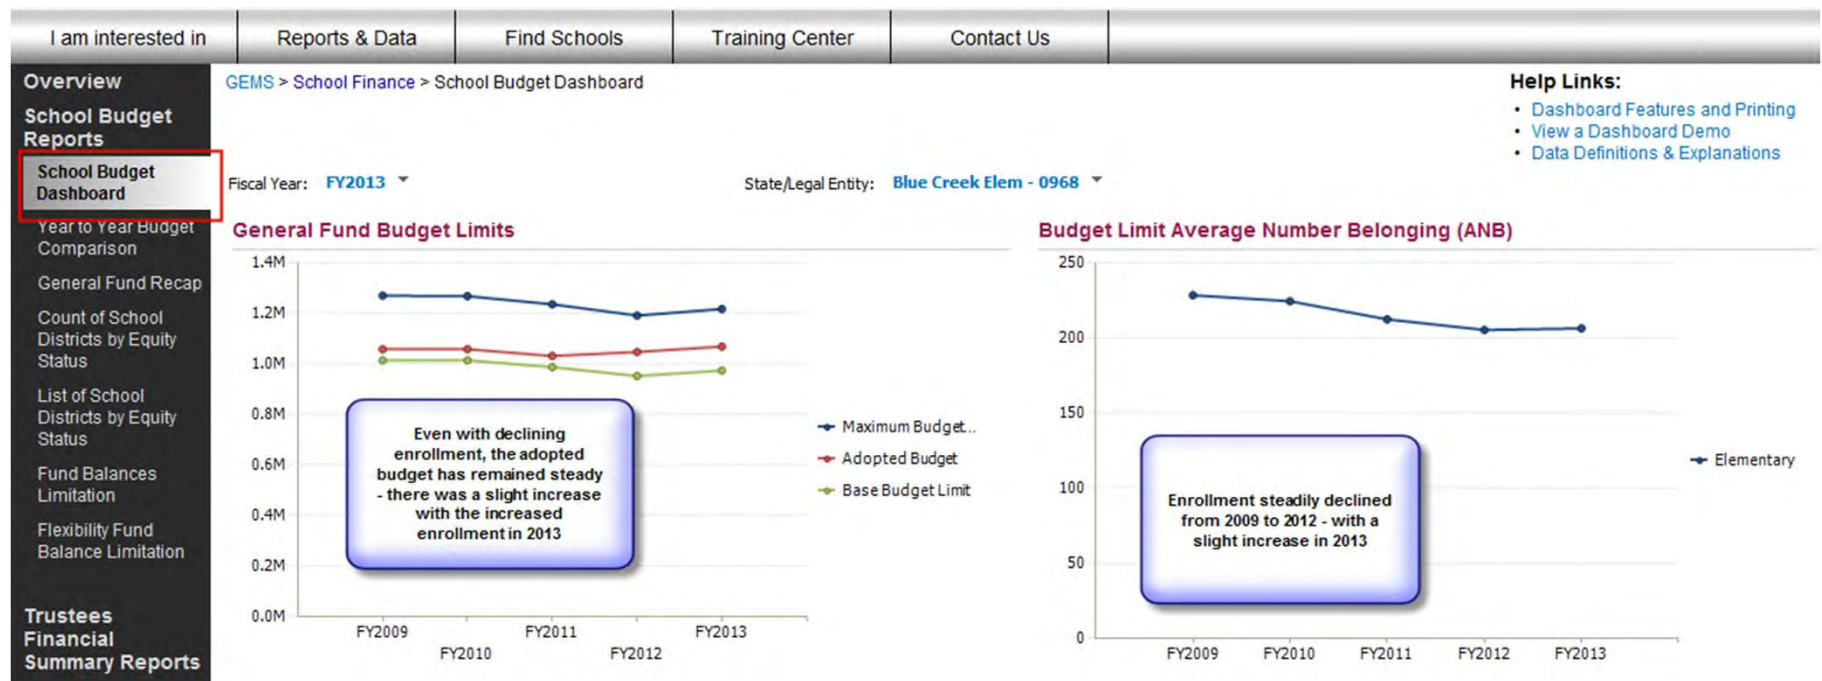 I am interested in
Reports & Data
Find Schools
Training Center
Contact Us
Overview
School Budget
Reports
School Budget
Dashboard
Year to Year Budget
Comparison
General Fund Recap
Count of School
Districts by Equity
Status
List of School
Districts by Equity
Status
Fund Balances
Limitation
Flexibility Fund
Balance Limitation
Trustees
Financial
Summary Reports
GEMS > School Finance > School Budget Dashboard
Help Links:
• Dashboard Features and Printing
• View a Dashboard Demo
• Data Definitions & Explanations
Fiscal Year: FY2013
State/Legal Entity: Blue Creek Elem - 0968
General Fund Budget Limits
1.4M
1.2M
1.0M
0.8M
0.6M
0.4M
0.2M
0.0M
FY2009
FY2010
FY2011
FY2012
FY2013
Even with declining
enrollment, the adopted
budget has remained steady
- there was a slight increase
with the increased
enrollment in 2013
Maximum Budget...
Adopted Budget
Base Budget Limit
Budget Limit Average Number Belonging (ANB)
250
200
150
100
50
0
FY2009
FY2010
FY2011
FY2012
FY2013
Enrollment steadily declined
from 2009 to 2012 - with a
slight increase in 2013
Elementary